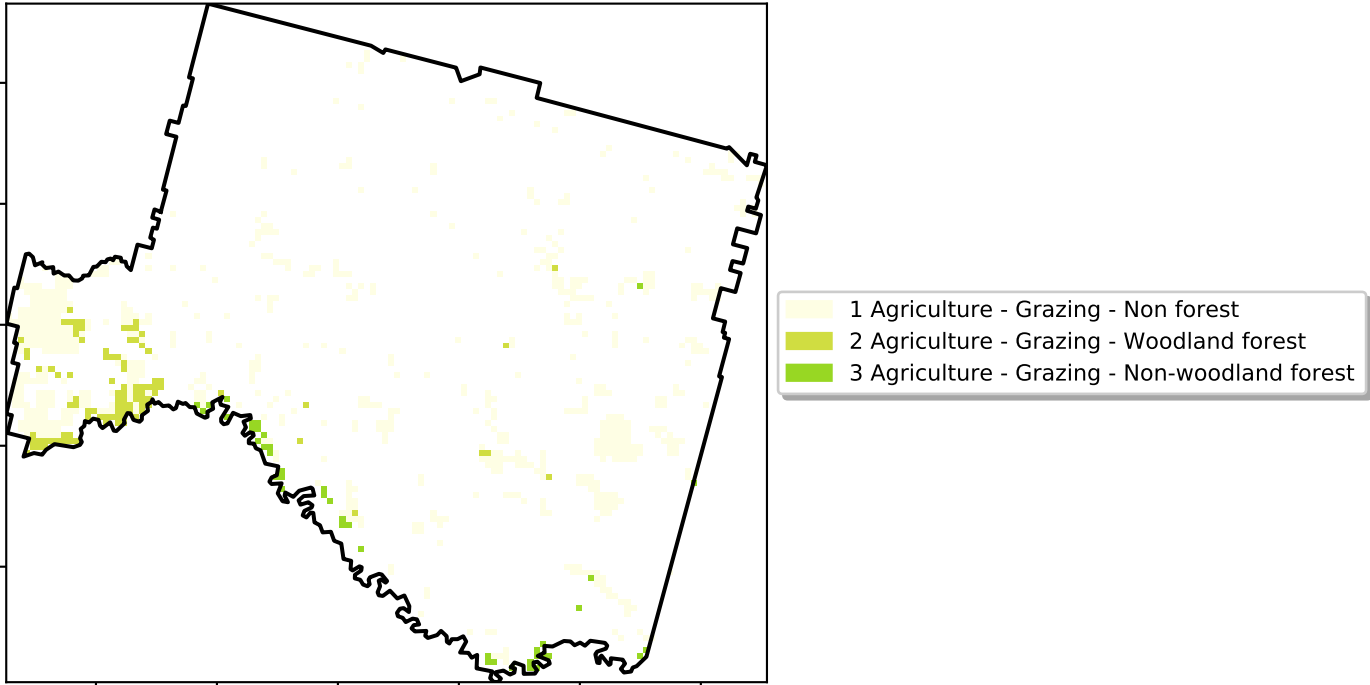 1 Agriculture - Grazing - Non forest
2 Agriculture - Grazing - Woodland forest
3 Agriculture - Grazing - Non-woodland forest